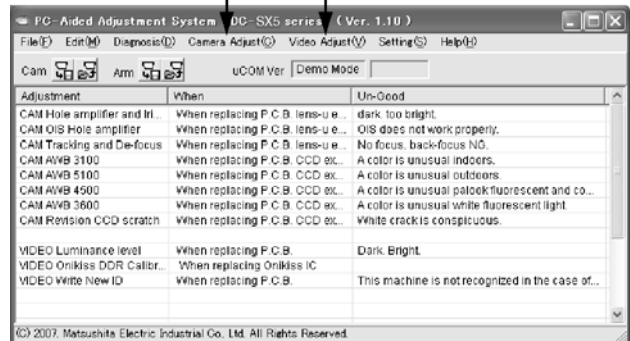 PC-Aided Adjustment System DC-SX5 series (Ver. 1.10 )
File(F) Edit(M) Diagnosis(D) Camera Adjust(C) Video Adjust(V) Setting(S) Help(H)
Cam Arm uCOM Ver Demo Mode
Adjustment When Un-Good
CAM Hole amplifier and Iri... When replacing P.C.B. lens-u e... dark. too bright.
CAM OIS Hole amplifier When replacing P.C.B. lens-u e... OIS does not work properly.
CAM Tracking and De-focus When replacing P.C.B. lens-u e... No focus. back-focus NG.
CAM AWB 3100 When replacing P.C.B. CCD ex... A color is unusual indoors.
CAM AWB 5100 When replacing P.C.B. CCD ex... A color is unusual outdoors.
CAM AWB 4500 When replacing P.C.B. CCD ex... A color is unusual palook fluorescent and co...
CAM AWB 3600 When replacing P.C.B. CCD ex... A color is unusual white fluorescent light.
CAM Revision CCD scratch When replacing P.C.B. CCD ex... White crack is conspicuous.
VIDEO Luminance level When replacing P.C.B. Dark. Bright.
VIDEO Onikiss DDR Calibr... When replacing Onikiss IC
VIDEO Write New ID When replacing P.C.B. This machine is not recognized in the case of...
(C) 2007. Matsushita Electric Industrial Co., Ltd. All Rights Reserved.